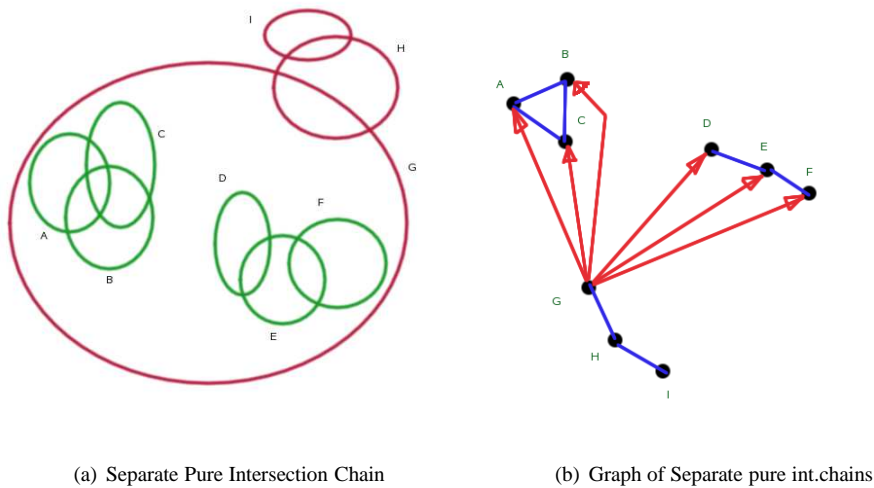 I
H
C
G
D
F
A
B
E
B
A
C
D
E
F
G
H
I
(a) Separate Pure Intersection Chain
(b) Graph of Separate pure int.chains